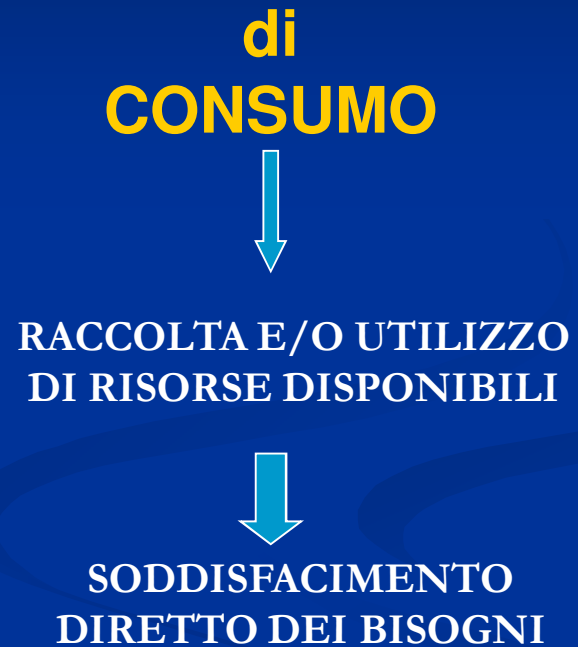 di
CONSUMO
RACCOLTA E/O UTILIZZO
DI RISORSE DISPONIBILI
SODDISFACIMENTO
DIRETTO DEI BISOGNI